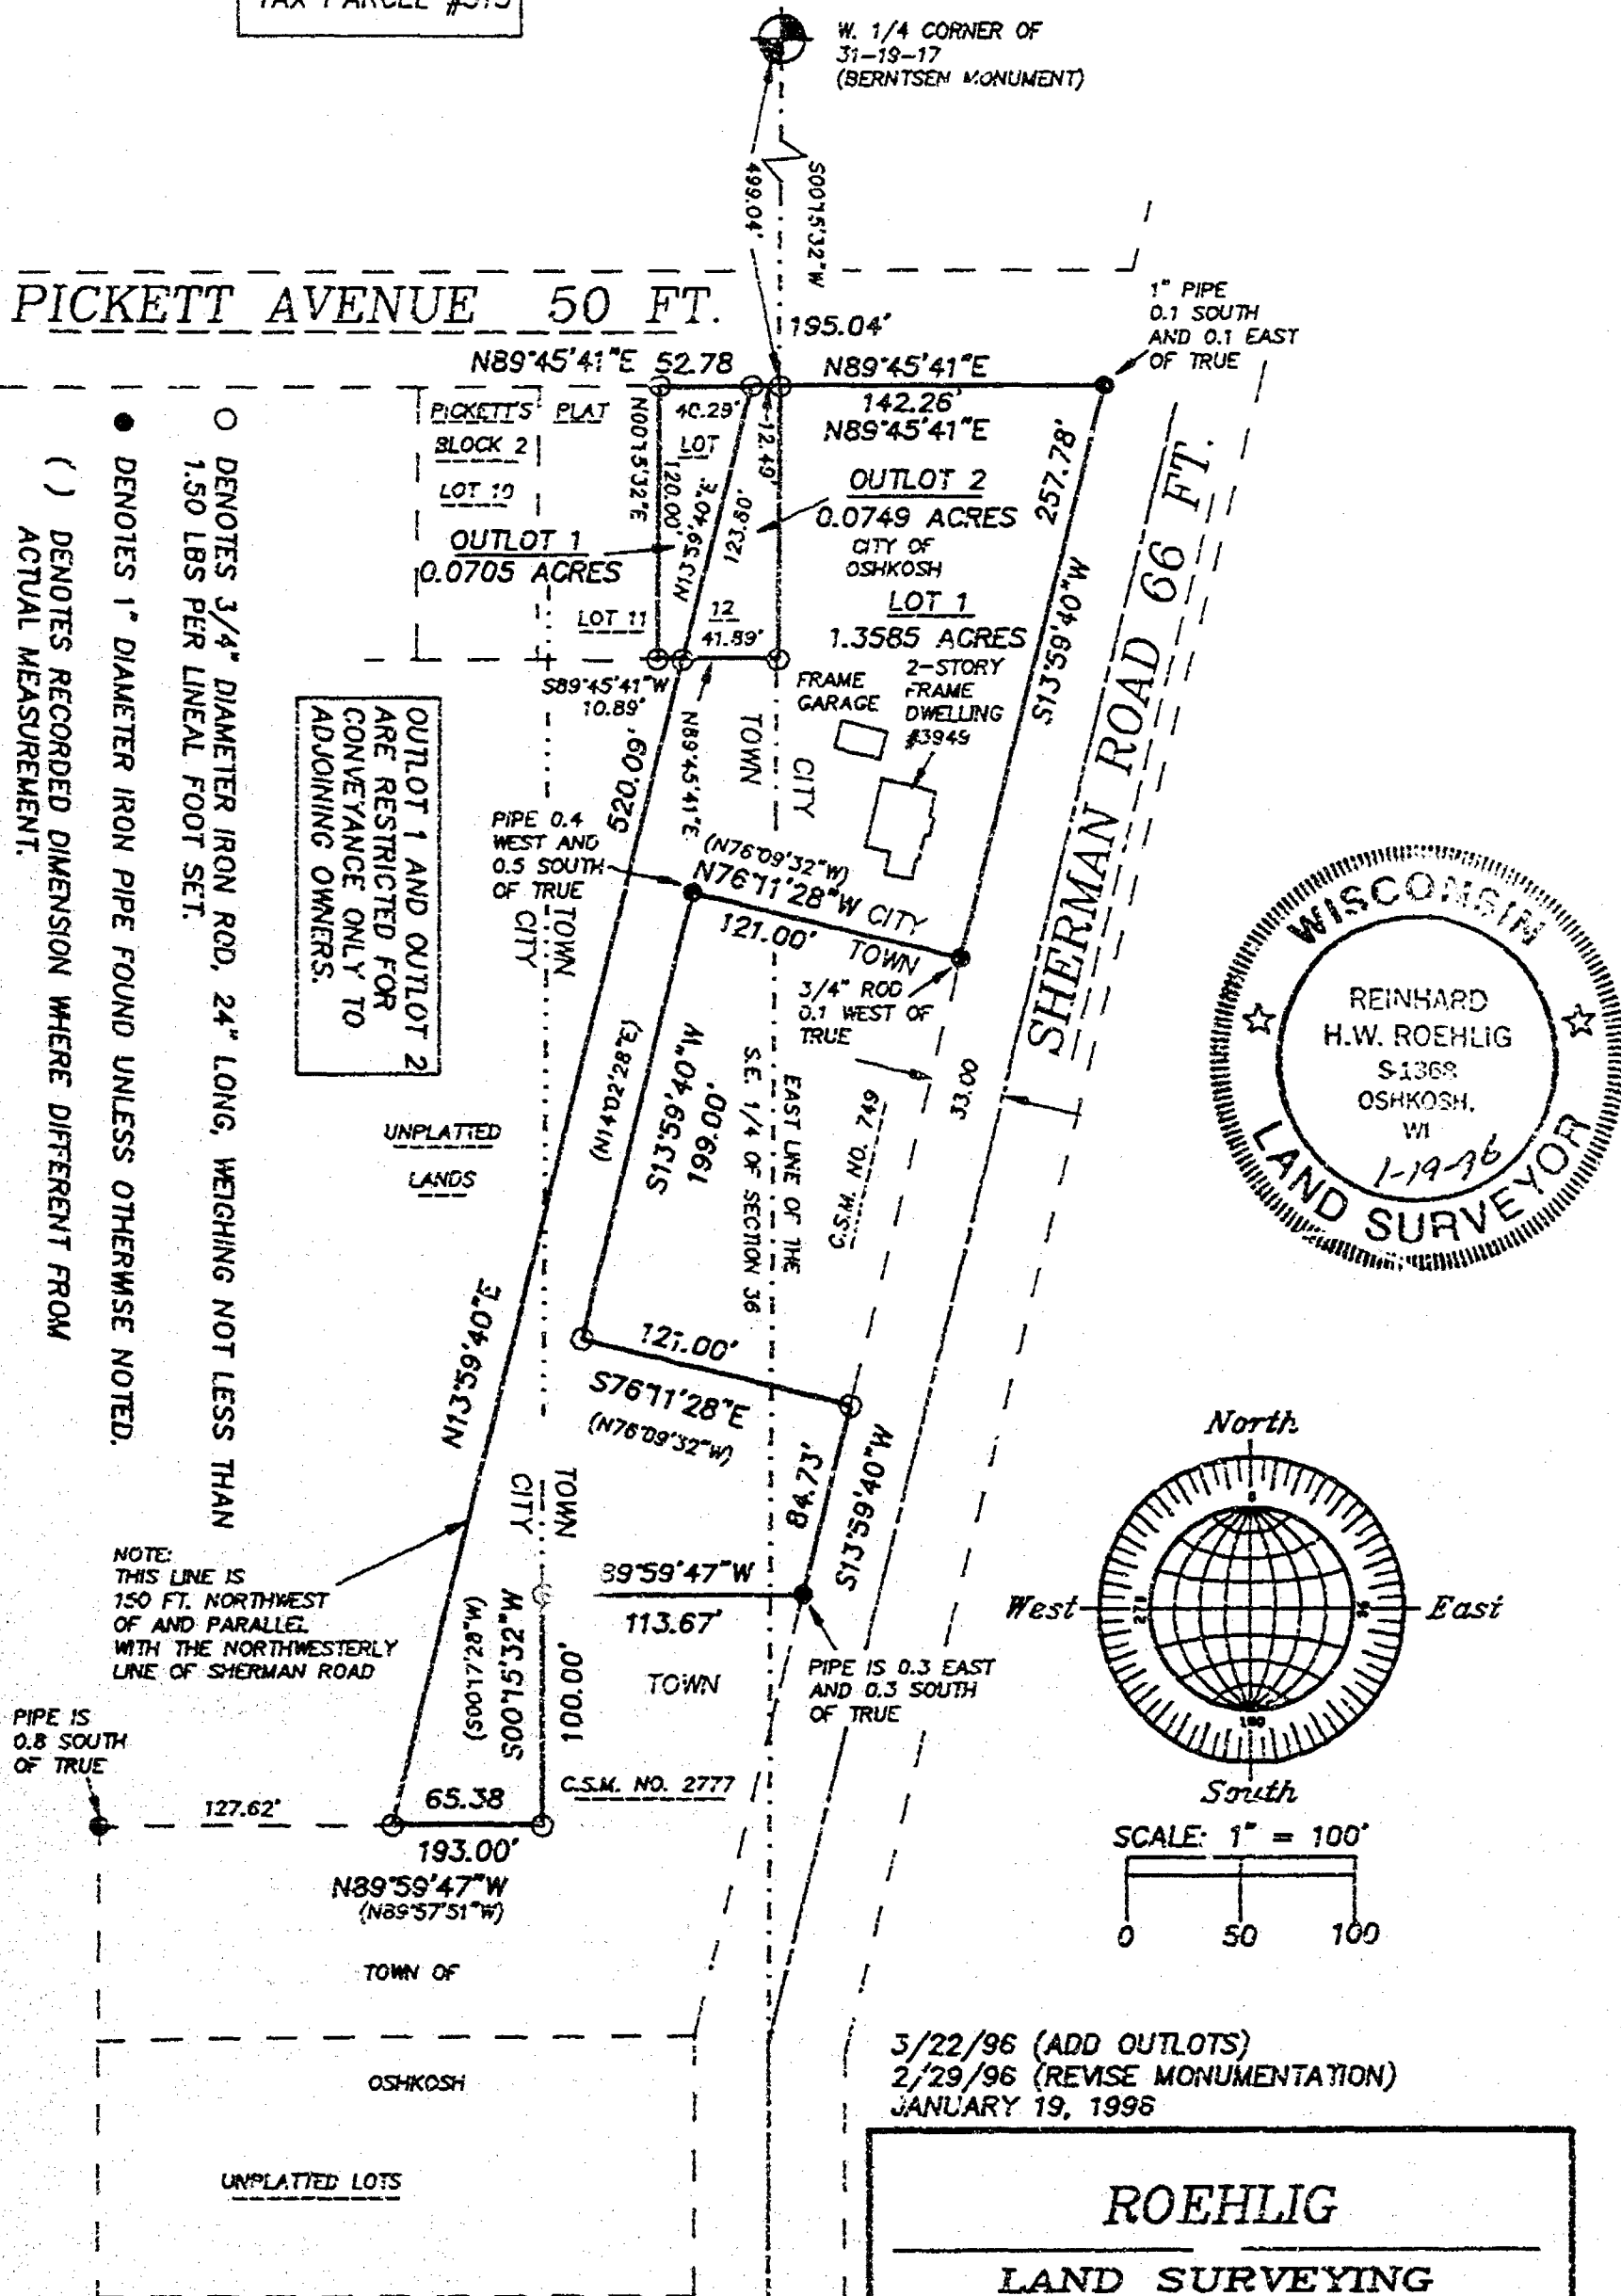 W. 1/4 CORNER OF
31-18-17
(BERNTSEN MONUMENT)
499.04'
S00°15'32"W
PICKETT AVENUE 50 FT.
195.04'
1" PIPE
0.1 SOUTH
AND 0.1 EAST
OF TRUE
N89°45'41"E 52.78
N89°45'41"E
142.26'
N89°45'41"E
PICKETT'S PLAT
BLOCK 2
LOT 10
40.29'
12.49'
LOT
N00°15'32"E
120.00'
N13°59'40"E
123.60'
OUTLOT 2
0.0749 ACRES
CITY OF
OSHKOSH
OUTLOT 1
0.0705 ACRES
LOT 11
12
41.89'
LOT 1
1.3585 ACRES
257.78'
S13°59'40"W
SHERMAN ROAD 66 FT.
S89°45'41"W
10.89'
N89°45'41"E
FRAME
GARAGE
2-STORY
FRAME
DWELLING
#3949
TOWN
CITY
520.09'
PIPE 0.4
WEST AND
0.5 SOUTH
OF TRUE
TOWN
CITY
(N76°09'32"W)
N76°11'28"W CITY
121.00'
TOWN
3/4" ROD
0.1 WEST OF
TRUE
33.00
○ DENOTES 3/4" DIAMETER IRON ROD, 24" LONG, WEIGHING NOT LESS THAN
1.50 LBS PER LINEAL FOOT SET.
● DENOTES 1" DIAMETER IRON PIPE FOUND UNLESS OTHERWISE NOTED.
( ) DENOTES RECORDED DIMENSION WHERE DIFFERENT FROM
ACTUAL MEASUREMENT.
OUTLOT 1 AND OUTLOT 2
ARE RESTRICTED FOR
CONVEYANCE ONLY TO
ADJOINING OWNERS.
WISCONSIN
REINHARD
H.W. ROEHLIG
S-1368
OSHKOSH,
WI
1-19-96
LAND SURVEYOR
UNPLATTED
LANDS
(N14°02'28"E)
S13°59'40"W
199.00'
EAST LINE OF THE
S.E. 1/4 OF SECTION 36
C.S.M. NO. 749
N13°59'40"E
121.00'
S76°11'28"E
(N76°09'32"W)
84.73'
S13°59'40"W
TOWN
CITY
NOTE:
THIS LINE IS
150 FT. NORTHWEST
OF AND PARALLEL
WITH THE NORTHWESTERLY
LINE OF SHERMAN ROAD
89°59'47"W
113.67'
(S00°17'28"W)
S00°15'32"W
100.00'
TOWN
PIPE IS 0.3 EAST
AND 0.3 SOUTH
OF TRUE
C.S.M. NO. 2777
PIPE IS
0.8 SOUTH
OF TRUE
127.62'
65.38
193.00'
N89°59'47"W
(N89°57'51"W)
TOWN OF
OSHKOSH
UNPLATTED LOTS
North
West
East
South
180
SCALE: 1" = 100'
0 50 100
3/22/96 (ADD OUTLOTS)
2/29/96 (REVISE MONUMENTATION)
JANUARY 19, 1996
ROEHLIG
LAND SURVEYING